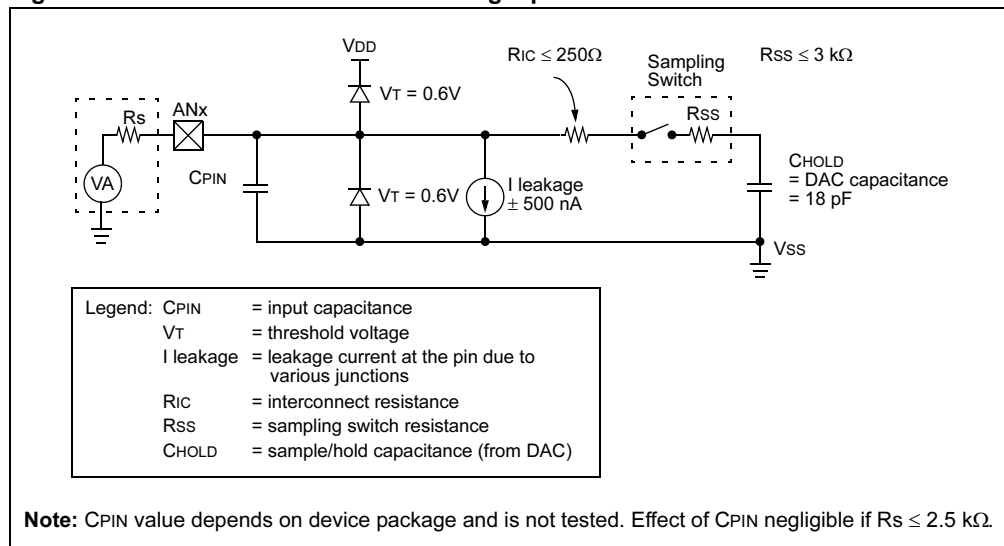 VDD
RIC ≤ 250Ω
RSS ≤ 3 kΩ
Sampling
Switch
VT = 0.6V
Rs
ANx
RSS
VA
CPIN
VT = 0.6V
I leakage
± 500 nA
CHOLD
= DAC capacitance
= 18 pF
VSS
Legend: CPIN = input capacitance
VT = threshold voltage
I leakage = leakage current at the pin due to
various junctions
RIC = interconnect resistance
RSS = sampling switch resistance
CHOLD = sample/hold capacitance (from DAC)
Note: CPIN value depends on device package and is not tested. Effect of CPIN negligible if Rs ≤ 2.5 kΩ.